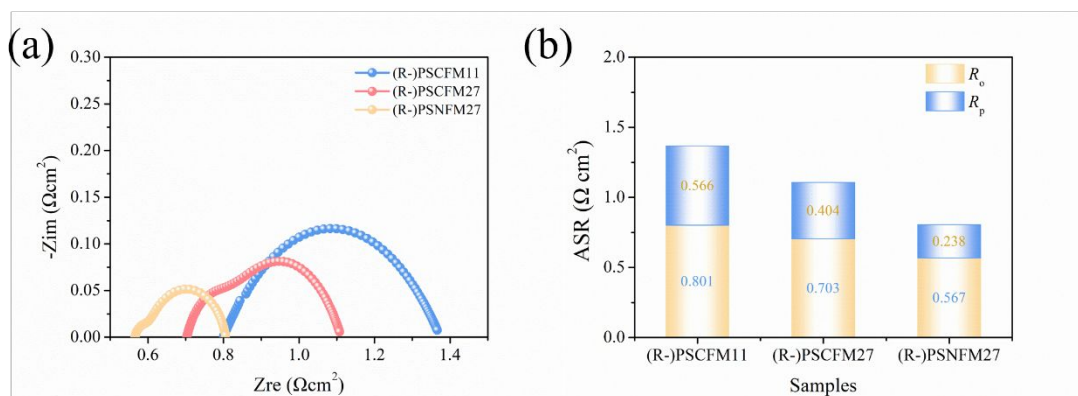 (a)
0.30
0.25
0.20
0.15
0.10
0.05
0.00
-Zim (Ωcm²)
0.6
0.8
1.0
1.2
1.4
Zre (Ωcm²)
(R-)PSCFM11
(R-)PSCFM27
(R-)PSNFM27
(b)
2.0
1.5
1.0
0.5
0.0
ASR (Ω cm²)
Rₒ
Rₚ
0.566
0.801
0.404
0.703
0.238
0.567
(R-)PSCFM11
(R-)PSCFM27
(R-)PSNFM27
Samples